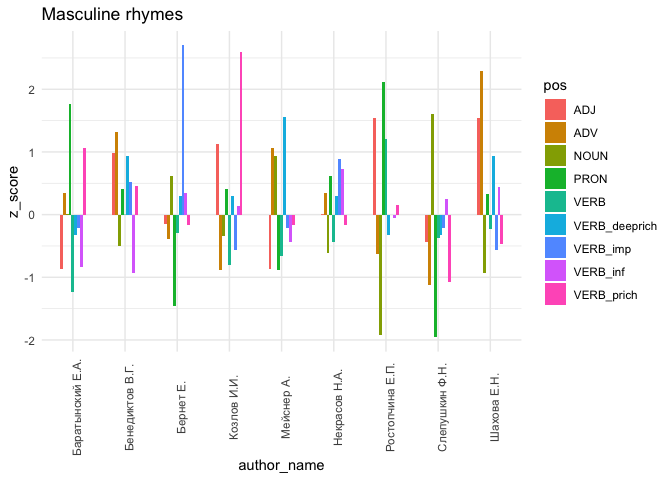 Masculine rhymes
z_score
2
1
0
-1
-2
Баратынский Е.А.
Бенедиктов В.Г.
Бернет Е.
Козлов И.И.
Мейснер А.
Некрасов Н.А.
Ростопчина Е.П.
Слепушкин Ф.Н.
Шахова Е.Н.
author_name
pos
ADJ
ADV
NOUN
PRON
VERB
VERB_deeprich
VERB_imp
VERB_inf
VERB_prich